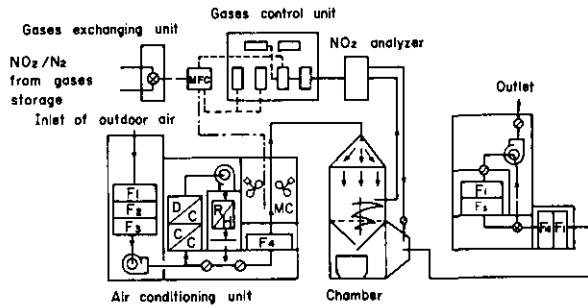 Gases exchanging unit
Gases control unit
NO2 analyzer
NO2/N2
from gases
storage
MFC
Outlet
Inlet of outdoor air
F1
F2
F3
D
C
C
C
R
H
MC
F4
F1
F5
F1
Air conditioning unit
Chamber